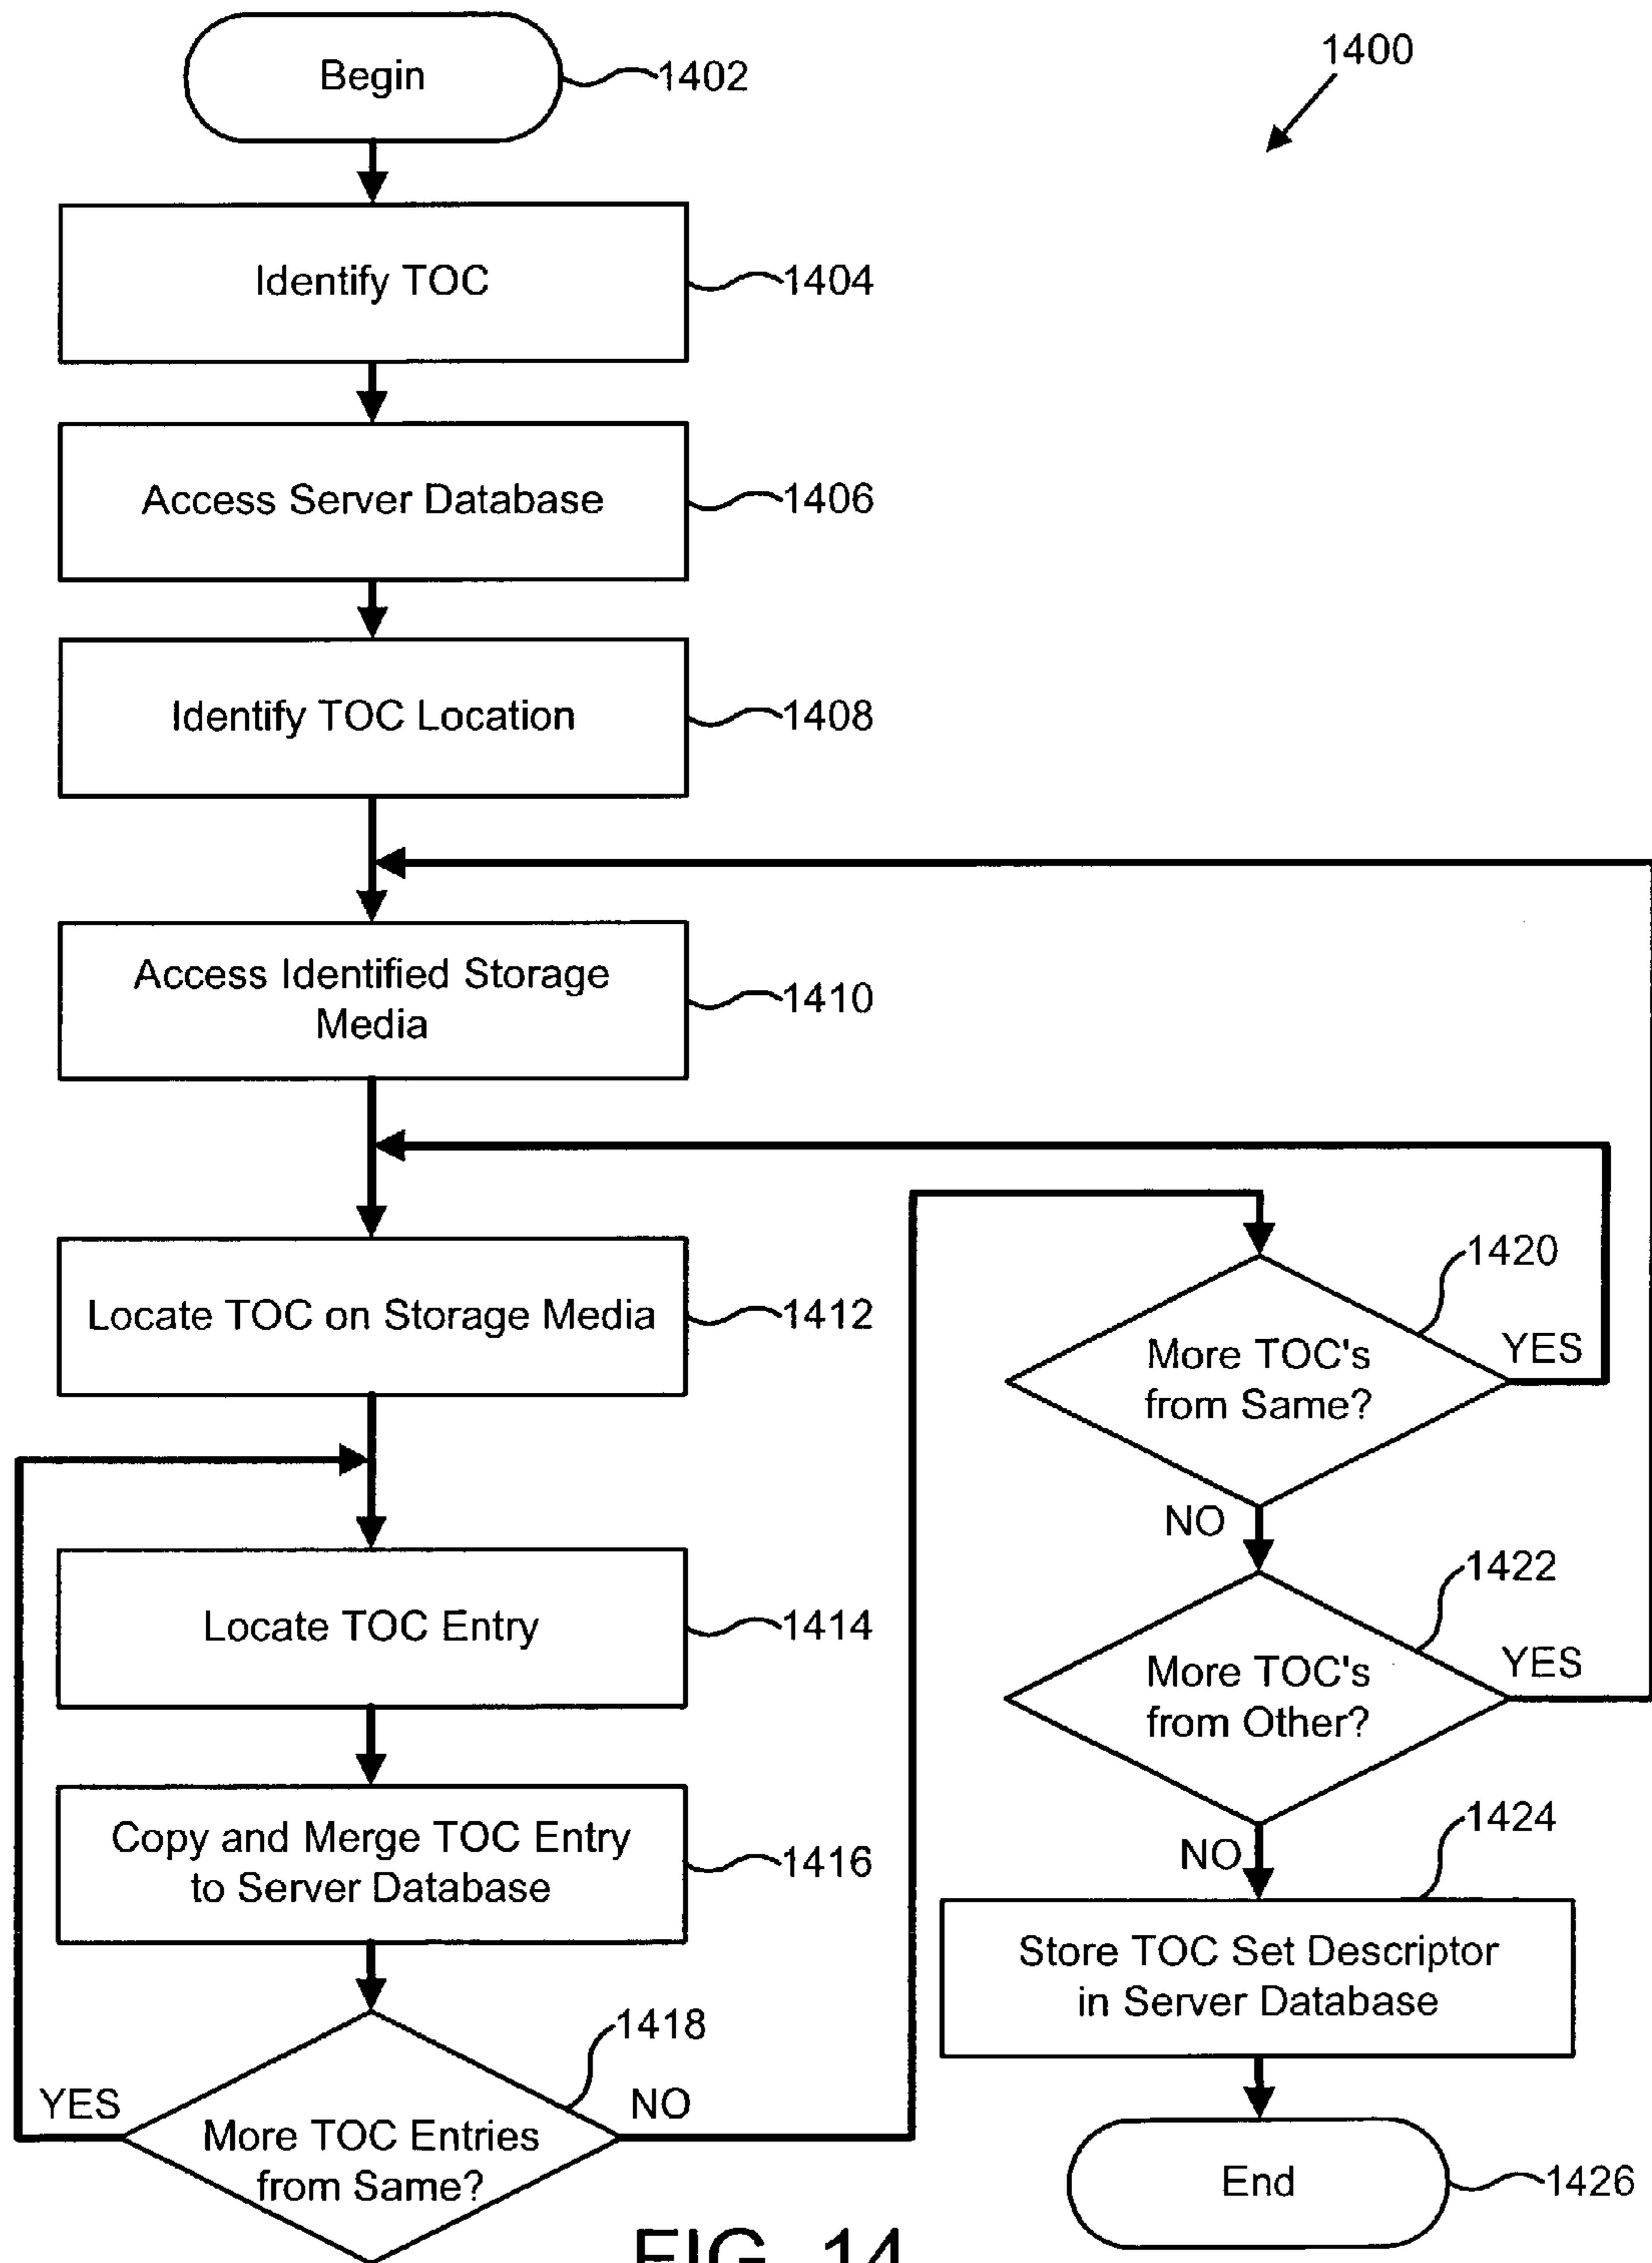 Begin
1402
1400
Identify TOC
1404
Access Server Database
1406
Identify TOC Location
1408
Access Identified Storage
Media
1410
Locate TOC on Storage Media
1412
Locate TOC Entry
1414
Copy and Merge TOC Entry
to Server Database
1416
1418
YES
NO
More TOC Entries
from Same?
1420
More TOC's
from Same?
YES
NO
1422
More TOC's
from Other?
YES
NO
1424
Store TOC Set Descriptor
in Server Database
End
1426
FIG. 14